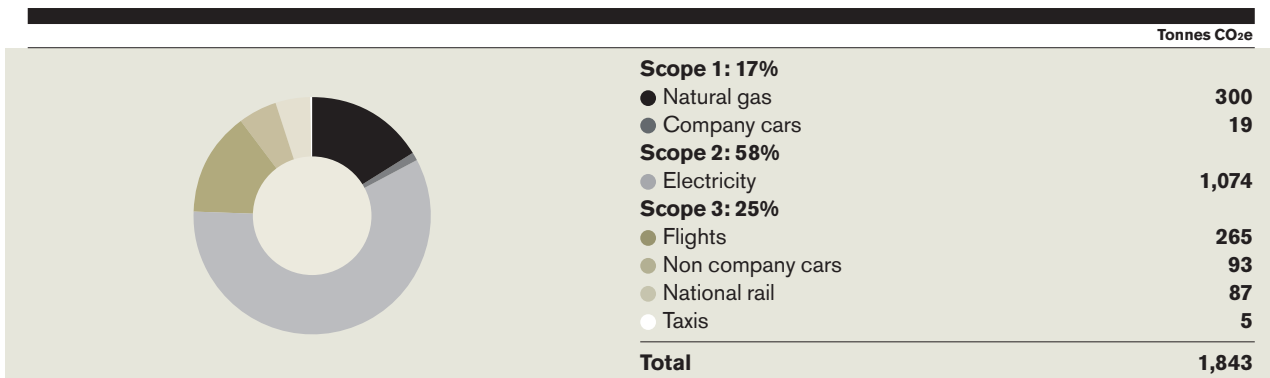 Tonnes CO2e
Scope 1: 17%
Natural gas 300
Company cars 19
Scope 2: 58%
Electricity 1,074
Scope 3: 25%
Flights 265
Non company cars 93
National rail 87
Taxis 5
Total 1,843